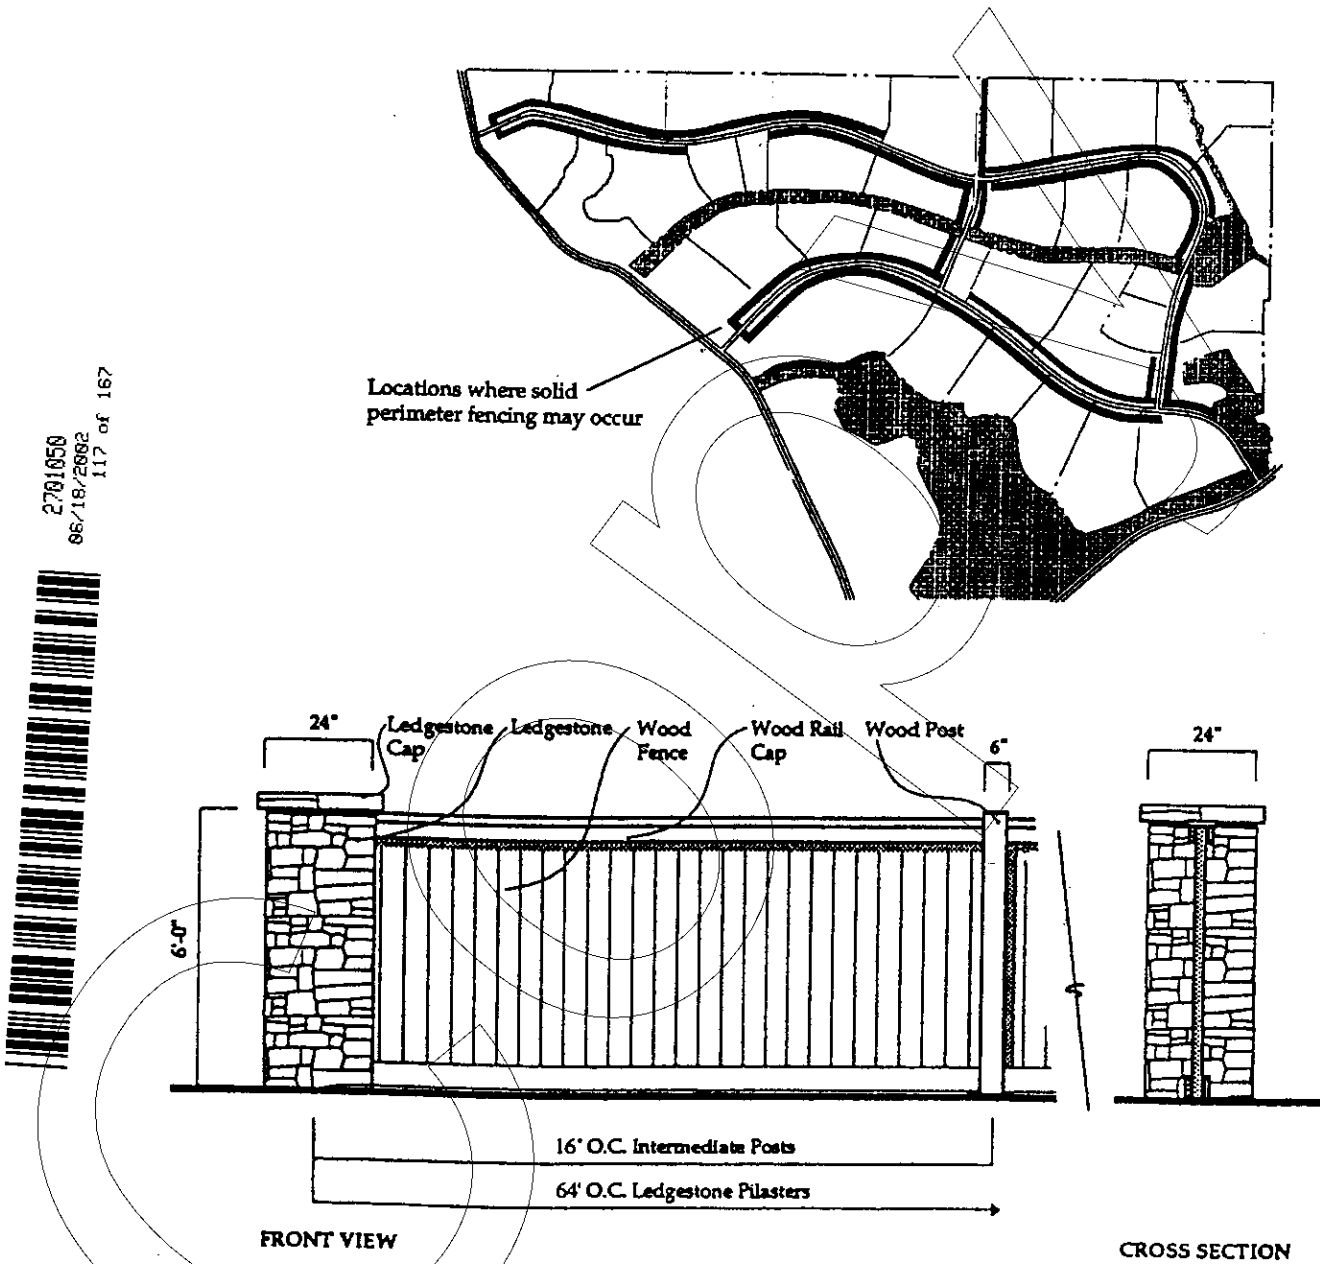 Locations where solid
perimeter fencing may occur
2701050
06/18/2002
117 of 167
24"
Ledgestone
Cap
Ledgestone
Wood
Fence
Wood Rail
Cap
Wood Post
6"
24"
6'-0"
16' O.C. Intermediate Posts
64' O.C. Ledgestone Pilasters
FRONT VIEW
CROSS SECTION